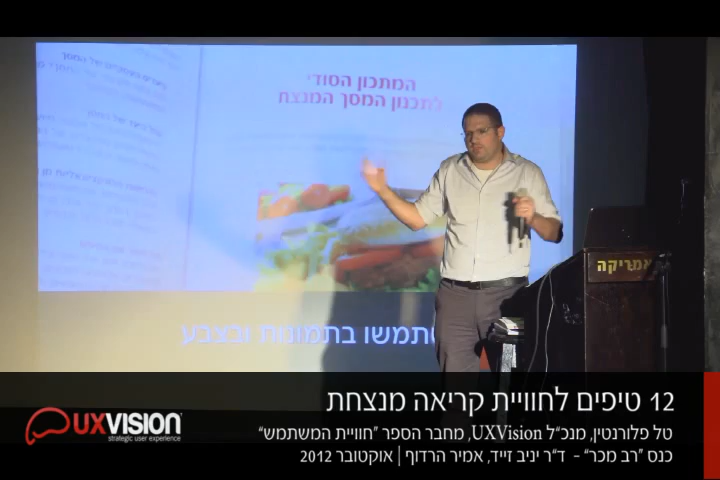 המתכון הסודי
לתכנון המסך המנצח
שתמשו בתמונות ובצבע
אמריקה
12 טיפים לחוויית קריאה מנצחת
טל פלורנטין, מנכ"ל UXVision, מחבר הספר "חוויית המשתמש"
כנס "רב מכר" - ד"ר יניב זייד, אמיר הרדוף | אוקטובר 2012
UXVISION
strategic user experience